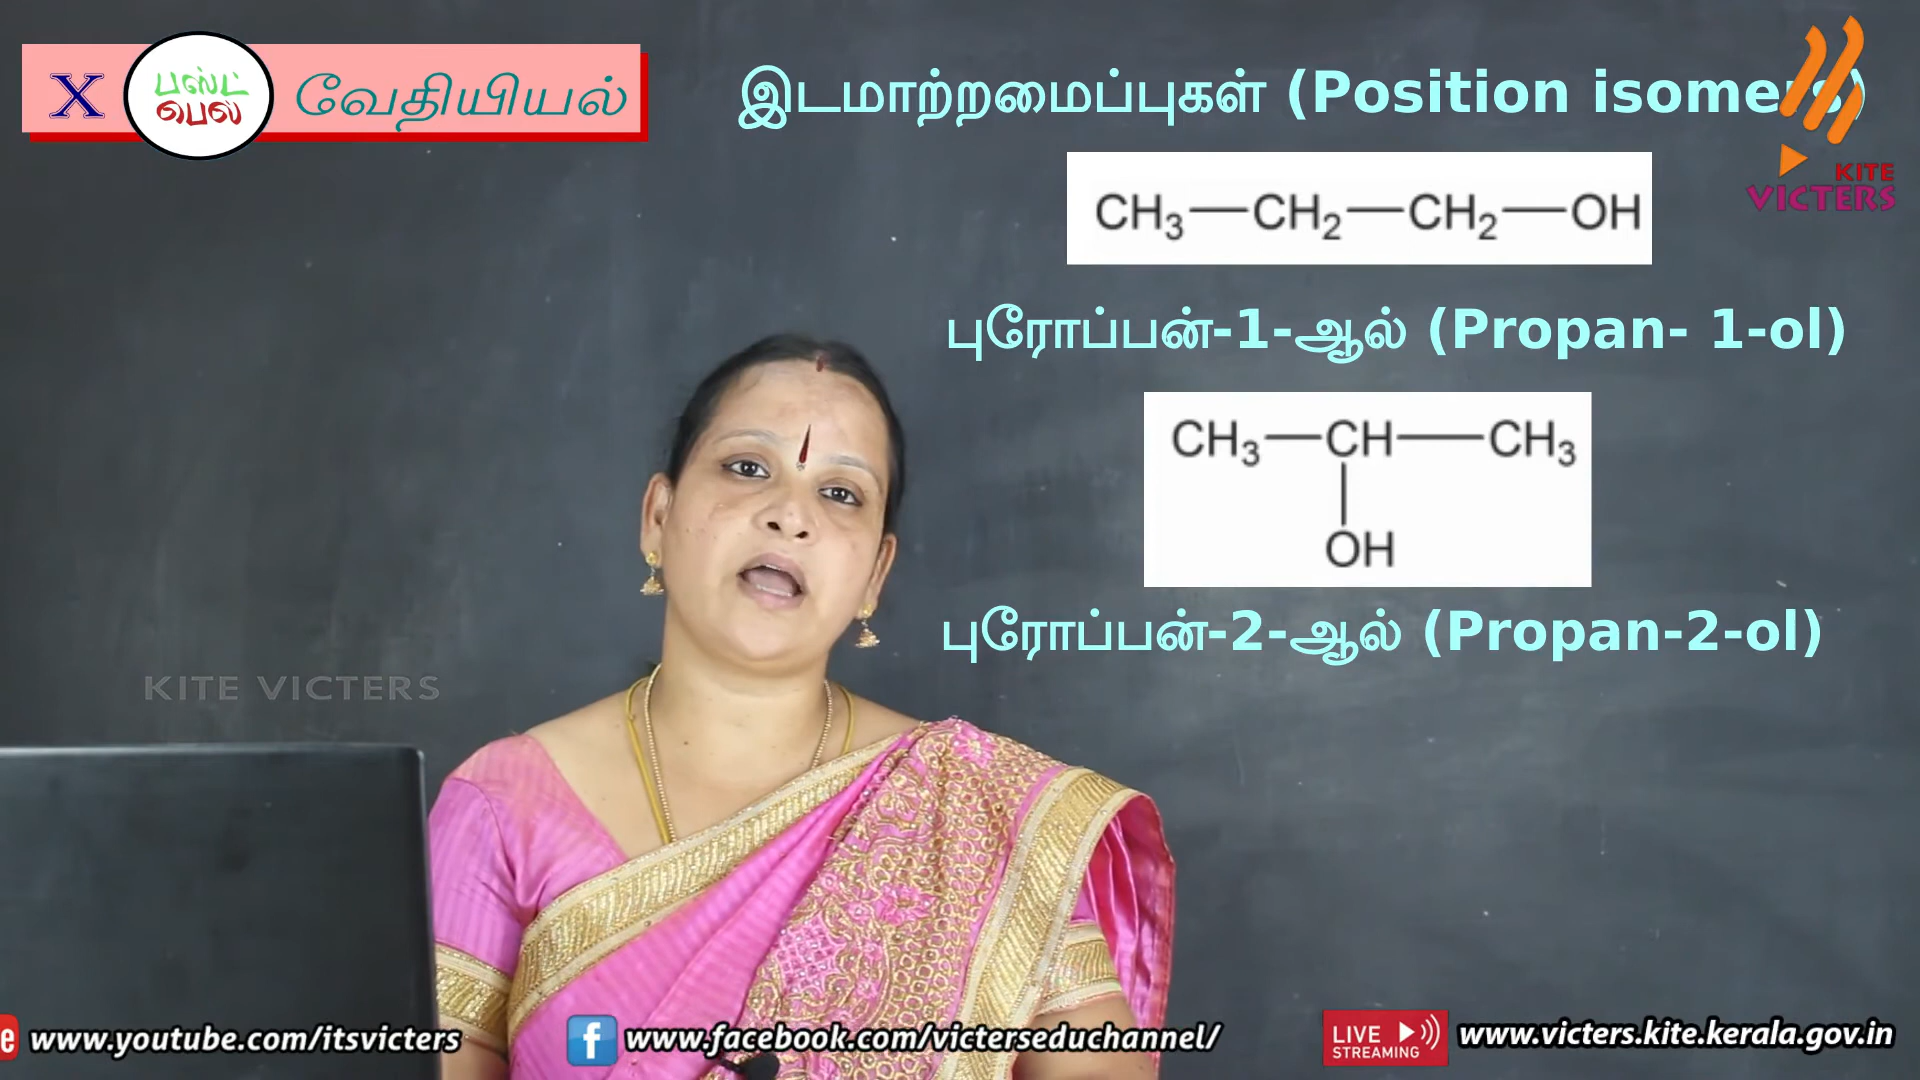 X பஸ்ட் பெல் வேதியியல்
இடமாற்றமைப்புகள் (Position isomers)
KITE
VICTERS
CH3—CH2—CH2—OH
புரோப்பன்-1-ஆல் (Propan- 1-ol)
CH3—CH—CH3
OH
புரோப்பன்-2-ஆல் (Propan-2-ol)
KITE VICTERS
www.youtube.com/itsvicters
www.facebook.com/victerseduchannel/
LIVE
STREAMING
www.victers.kite.kerala.gov.in